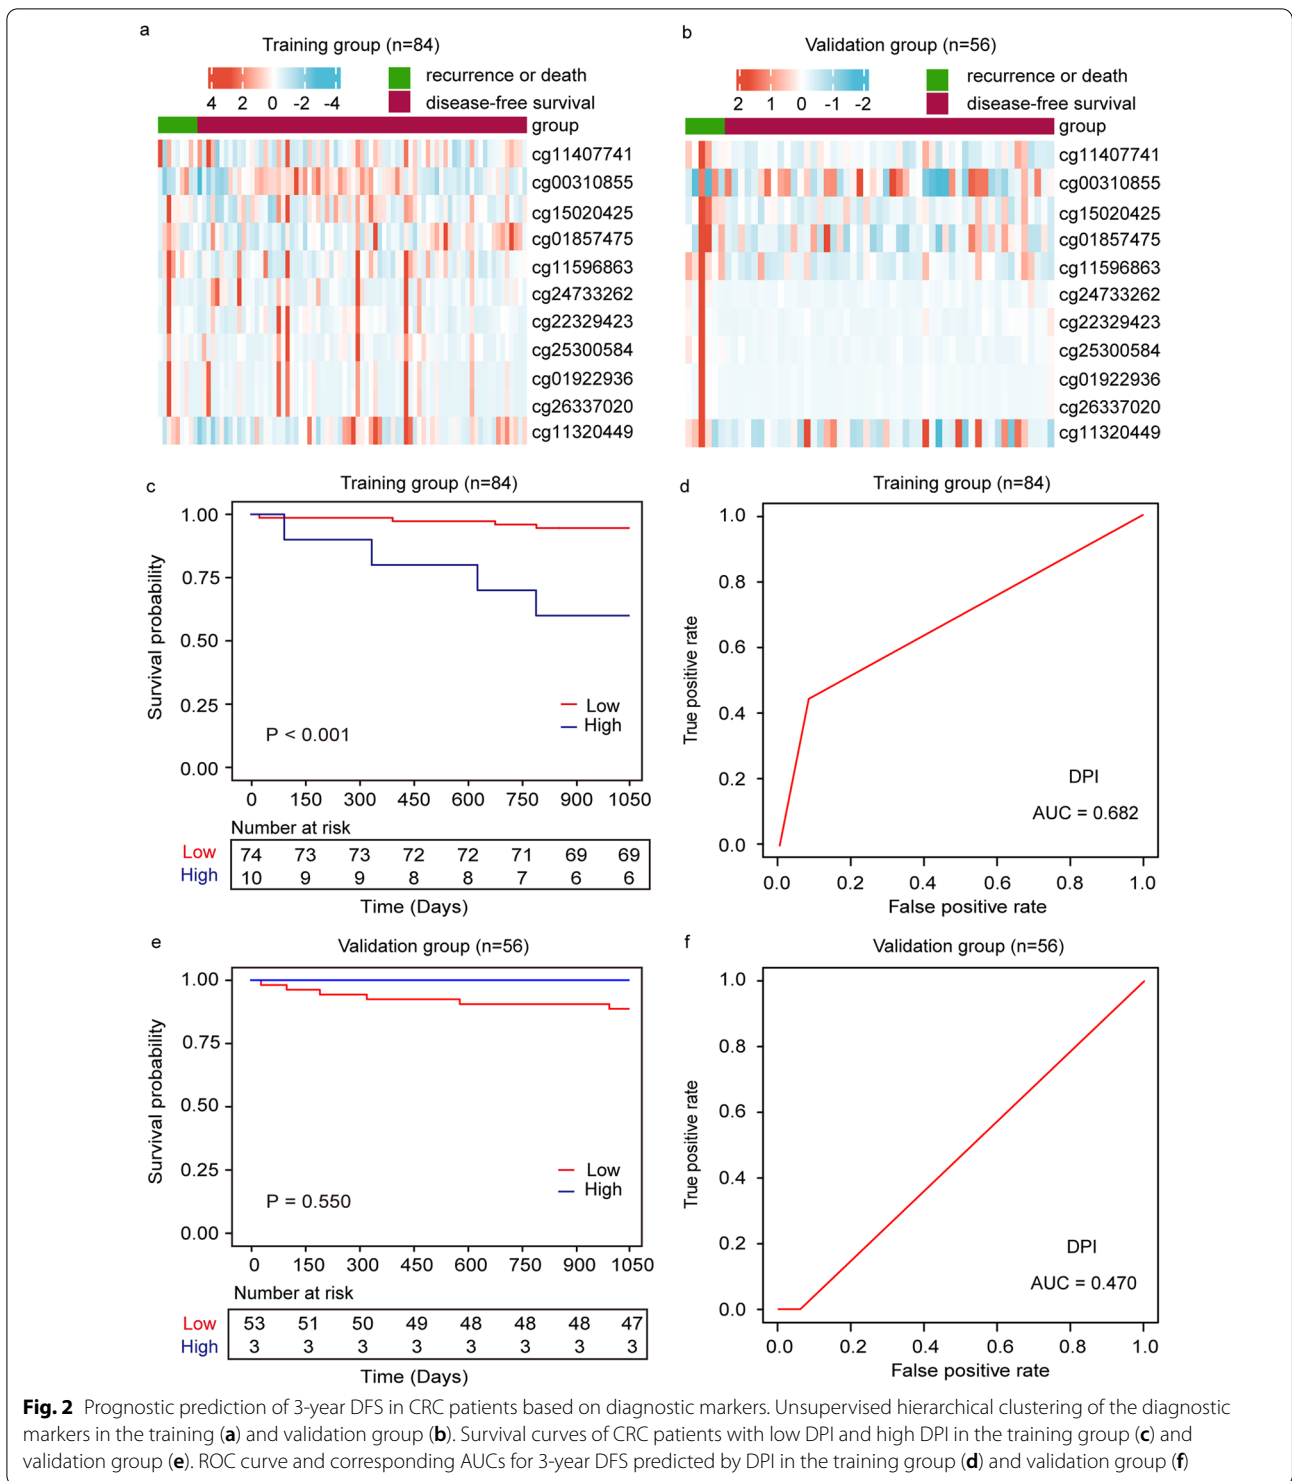 a
Training group (n=84)
4 2 0 -2 -4
recurrence or death
disease-free survival
group
cg11407741
cg00310855
cg15020425
cg01857475
cg11596863
cg24733262
cg22329423
cg25300584
cg01922936
cg26337020
cg11320449
b
Validation group (n=56)
2 1 0 -1 -2
recurrence or death
disease-free survival
group
cg11407741
cg00310855
cg15020425
cg01857475
cg11596863
cg24733262
cg22329423
cg25300584
cg01922936
cg26337020
cg11320449
c
Training group (n=84)
Survival probability
1.00
0.75
0.50
0.25
0.00
Low
High
P < 0.001
0 150 300 450 600 750 900 1050
Number at risk
Low 74 73 73 72 72 71 69 69
High 10 9 9 8 8 7 6 6
Time (Days)
d
Training group (n=84)
True positive rate
1.0
0.8
0.6
0.4
0.2
0.0
DPI
AUC = 0.682
0.0 0.2 0.4 0.6 0.8 1.0
False positive rate
e
Validation group (n=56)
Survival probability
1.00
0.75
0.50
0.25
0.00
Low
High
P = 0.550
0 150 300 450 600 750 900 1050
Number at risk
Low 53 51 50 49 48 48 48 47
High 3 3 3 3 3 3 3 3
Time (Days)
f
Validation group (n=56)
True positive rate
1.0
0.8
0.6
0.4
0.2
0.0
DPI
AUC = 0.470
0.0 0.2 0.4 0.6 0.8 1.0
False positive rate
Fig. 2 Prognostic prediction of 3-year DFS in CRC patients based on diagnostic markers. Unsupervised hierarchical clustering of the diagnostic
markers in the training (a) and validation group (b). Survival curves of CRC patients with low DPI and high DPI in the training group (c) and
validation group (e). ROC curve and corresponding AUCs for 3-year DFS predicted by DPI in the training group (d) and validation group (f)